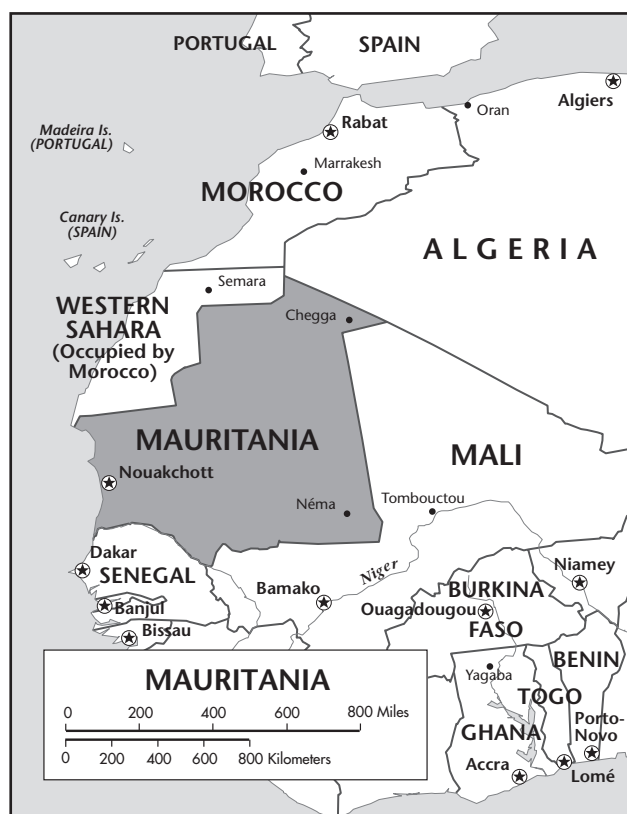 PORTUGAL
SPAIN
Algiers
Oran
Rabat
Madeira Is.
(PORTUGAL)
Marrakesh
MOROCCO
Canary Is.
(SPAIN)
ALGERIA
Semara
WESTERN
SAHARA
(Occupied by
Morocco)
Chegga
MAURITANIA
MALI
Nouakchott
Néma
Tombouctou
Dakar
SENEGAL
Niger
Niamey
Bamako
BURKINA
Banjul
Ouagadougou
FASO
Bissau
BENIN
Yagaba
TOGO
GHANA
Porto-
Novo
Accra
Lomé
MAURITANIA
0 200 400 600 800 Miles
0 200 400 600 800 Kilometers